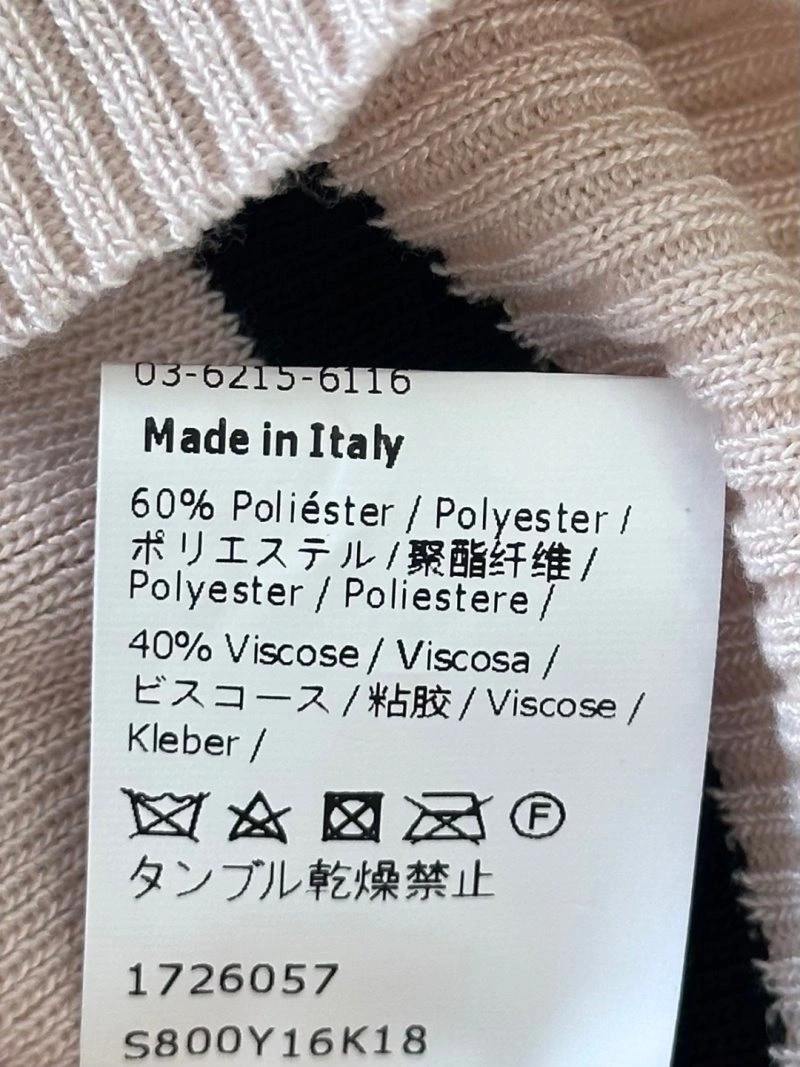 03-6215-6116
Made in Italy
60% Poliéster / Polyester /
ポリエステル / 聚酯纤维 /
Polyester / Poliestere /
40% Viscose / Viscosa /
ビスコース / 粘胶 / Viscose /
Kleber /
F
タンブル乾燥禁止
1726057
S800Y16K18